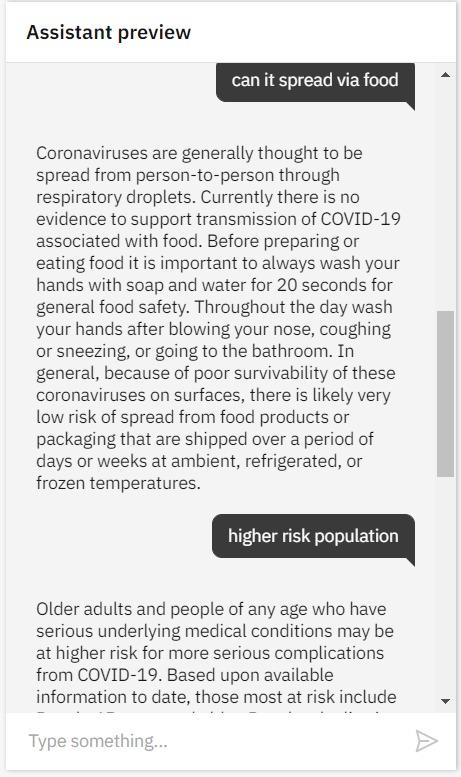 Assistant preview
can it spread via food
Coronaviruses are generally thought to be
spread from person-to-person through
respiratory droplets. Currently there is no
evidence to support transmission of COVID-19
associated with food. Before preparing or
eating food it is important to always wash your
hands with soap and water for 20 seconds for
general food safety. Throughout the day wash
your hands after blowing your nose, coughing
or sneezing, or going to the bathroom. In
general, because of poor survivability of these
coronaviruses on surfaces, there is likely very
low risk of spread from food products or
packaging that are shipped over a period of
days or weeks at ambient, refrigerated, or
frozen temperatures.
higher risk population
Older adults and people of any age who have
serious underlying medical conditions may be
at higher risk for more serious complications
from COVID-19. Based upon available
information to date, those most at risk include
Type something...